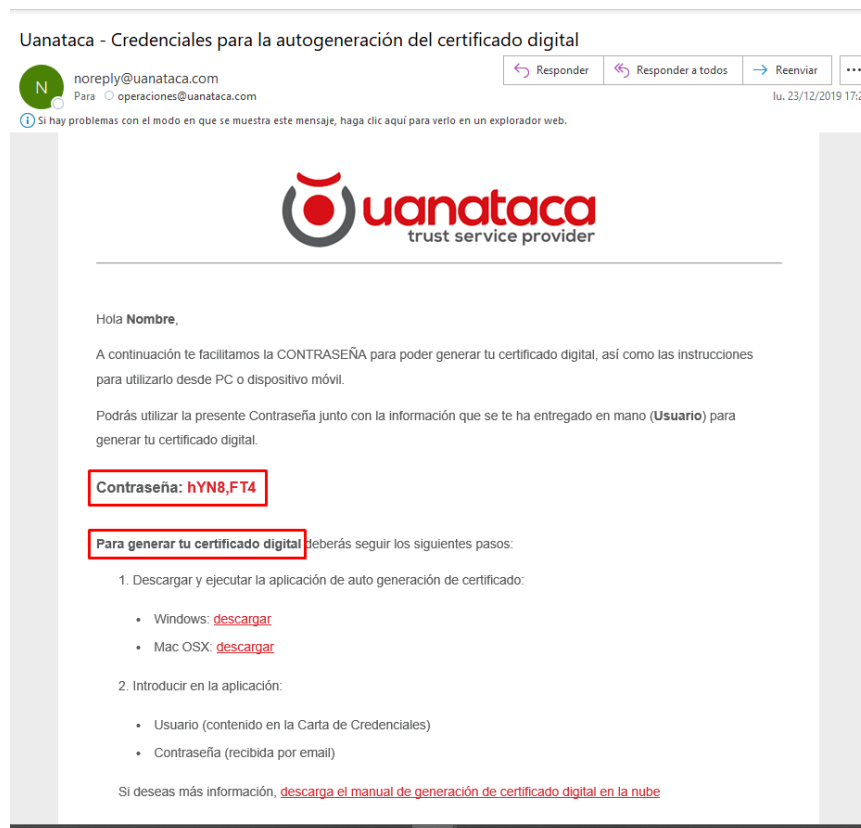 Uanataca - Credenciales para la autogeneración del certificado digital
N
noreply@uanataca.com
Para operaciones@uanataca.com
Responder
Responder a todos
Reenviar
lu. 23/12/2019 17:2
Si hay problemas con el modo en que se muestra este mensaje, haga clic aquí para verlo en un explorador web.
uanataca
trust service provider
Hola Nombre,
A continuación te facilitamos la CONTRASEÑA para poder generar tu certificado digital, así como las instrucciones
para utilizarlo desde PC o dispositivo móvil.
Podrás utilizar la presente Contraseña junto con la información que se te ha entregado en mano (Usuario) para
generar tu certificado digital.
Contraseña: hYN8,FT4
Para generar tu certificado digital deberás seguir los siguientes pasos:
1. Descargar y ejecutar la aplicación de auto generación de certificado:
• Windows: descargar
• Mac OSX: descargar
2. Introducir en la aplicación:
• Usuario (contenido en la Carta de Credenciales)
• Contraseña (recibida por email)
Si deseas más información, descarga el manual de generación de certificado digital en la nube